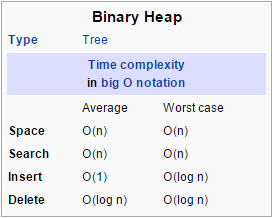 Binary Heap
Type Tree
Time complexity
in big O notation
Average Worst case
Space O(n) O(n)
Search O(n) O(n)
Insert O(1) O(log n)
Delete O(log n) O(log n)